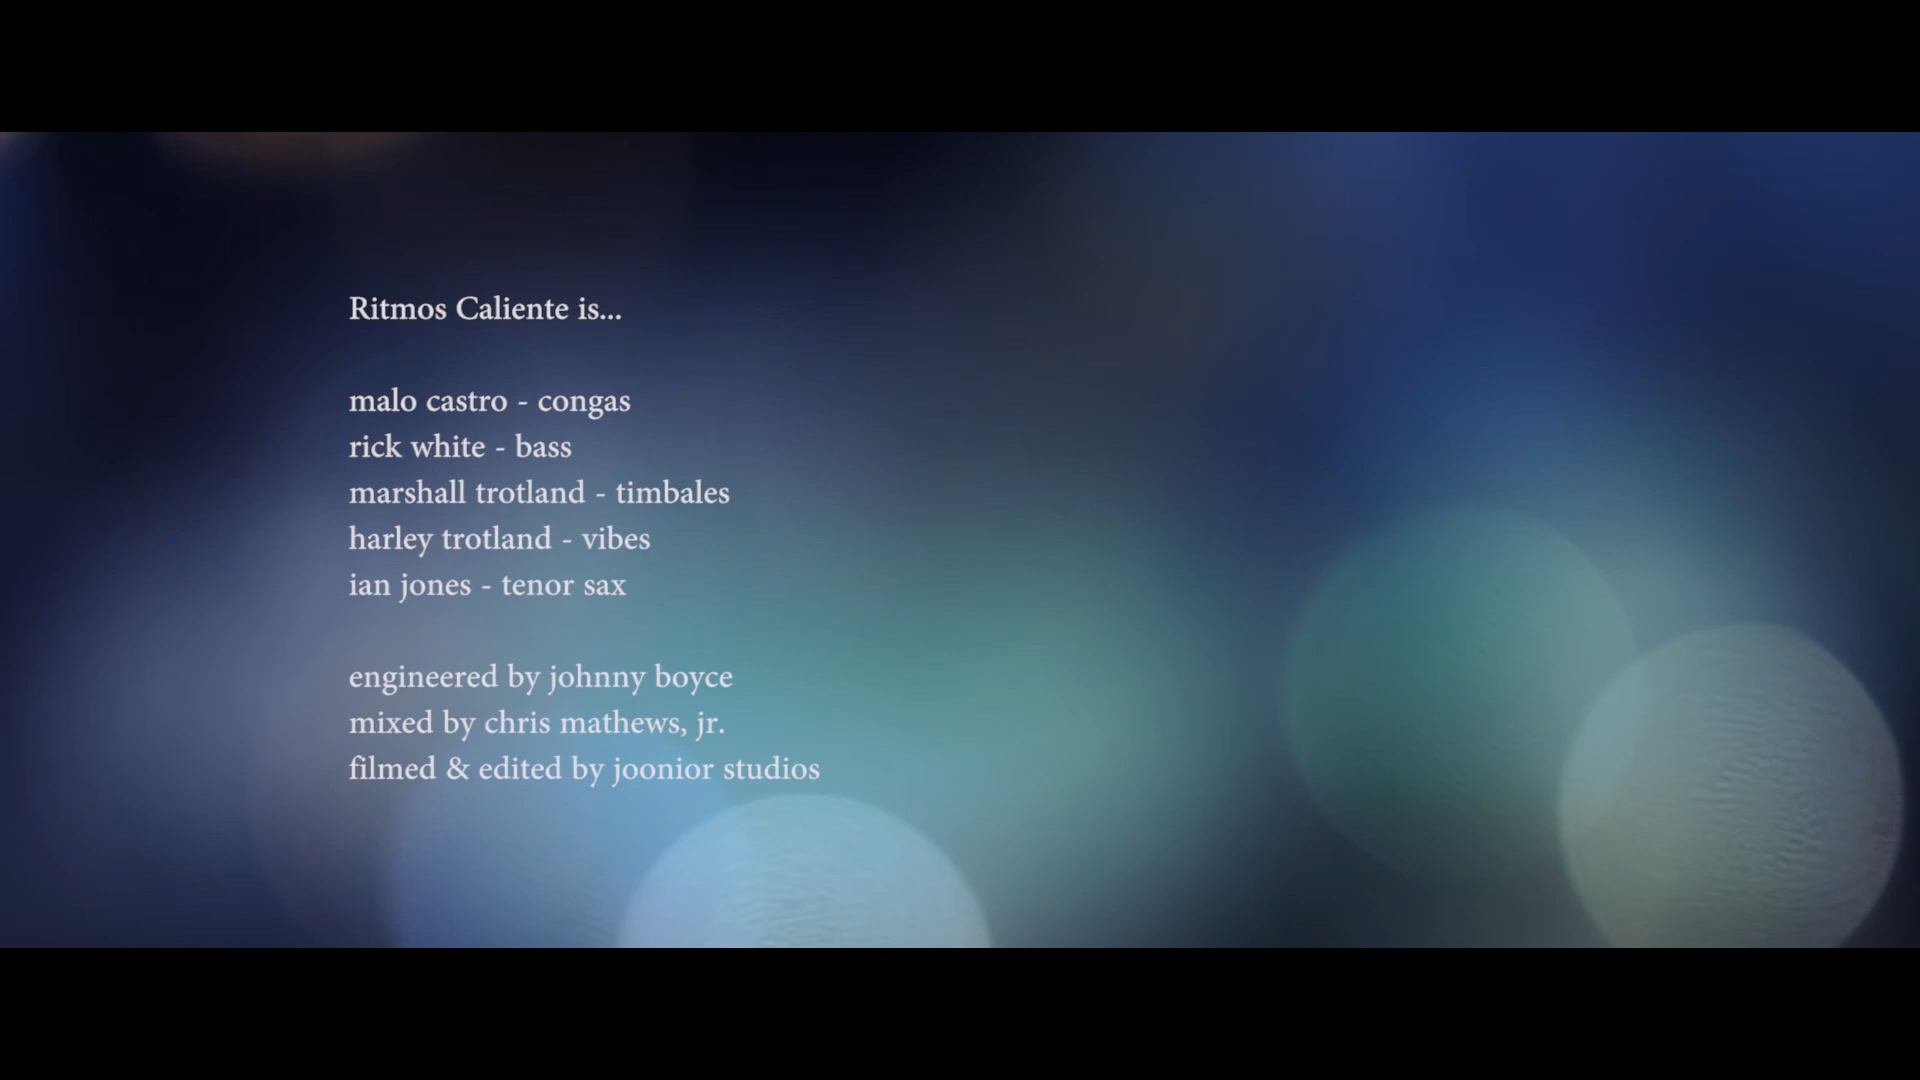 Ritmos Caliente is...
malo castro - congas
rick white - bass
marshall trotland - timbales
harley trotland - vibes
ian jones - tenor sax
engineered by johnny boyce
mixed by chris mathews, jr.
filmed & edited by joonior studios